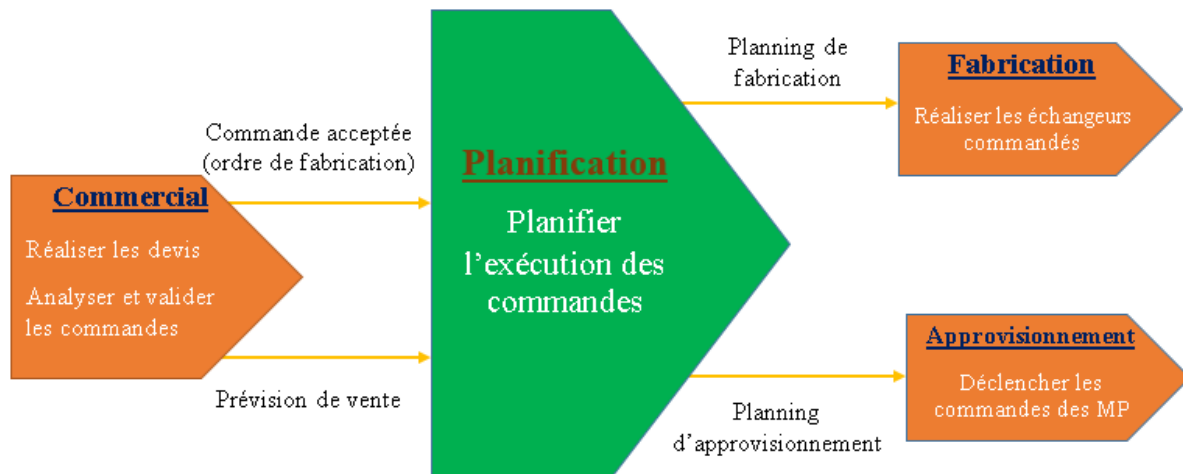 Commercial
Réaliser les devis
Analyser et valider
les commandes
Commande acceptée
(ordre de fabrication)
Prévision de vente
Planification
Planifier
l'exécution des
commandes
Planning de
fabrication
Fabrication
Réaliser les échangeurs
commandés
Planning
d'approvisionnement
Approvisionnement
Déclencher les
commandes des MP